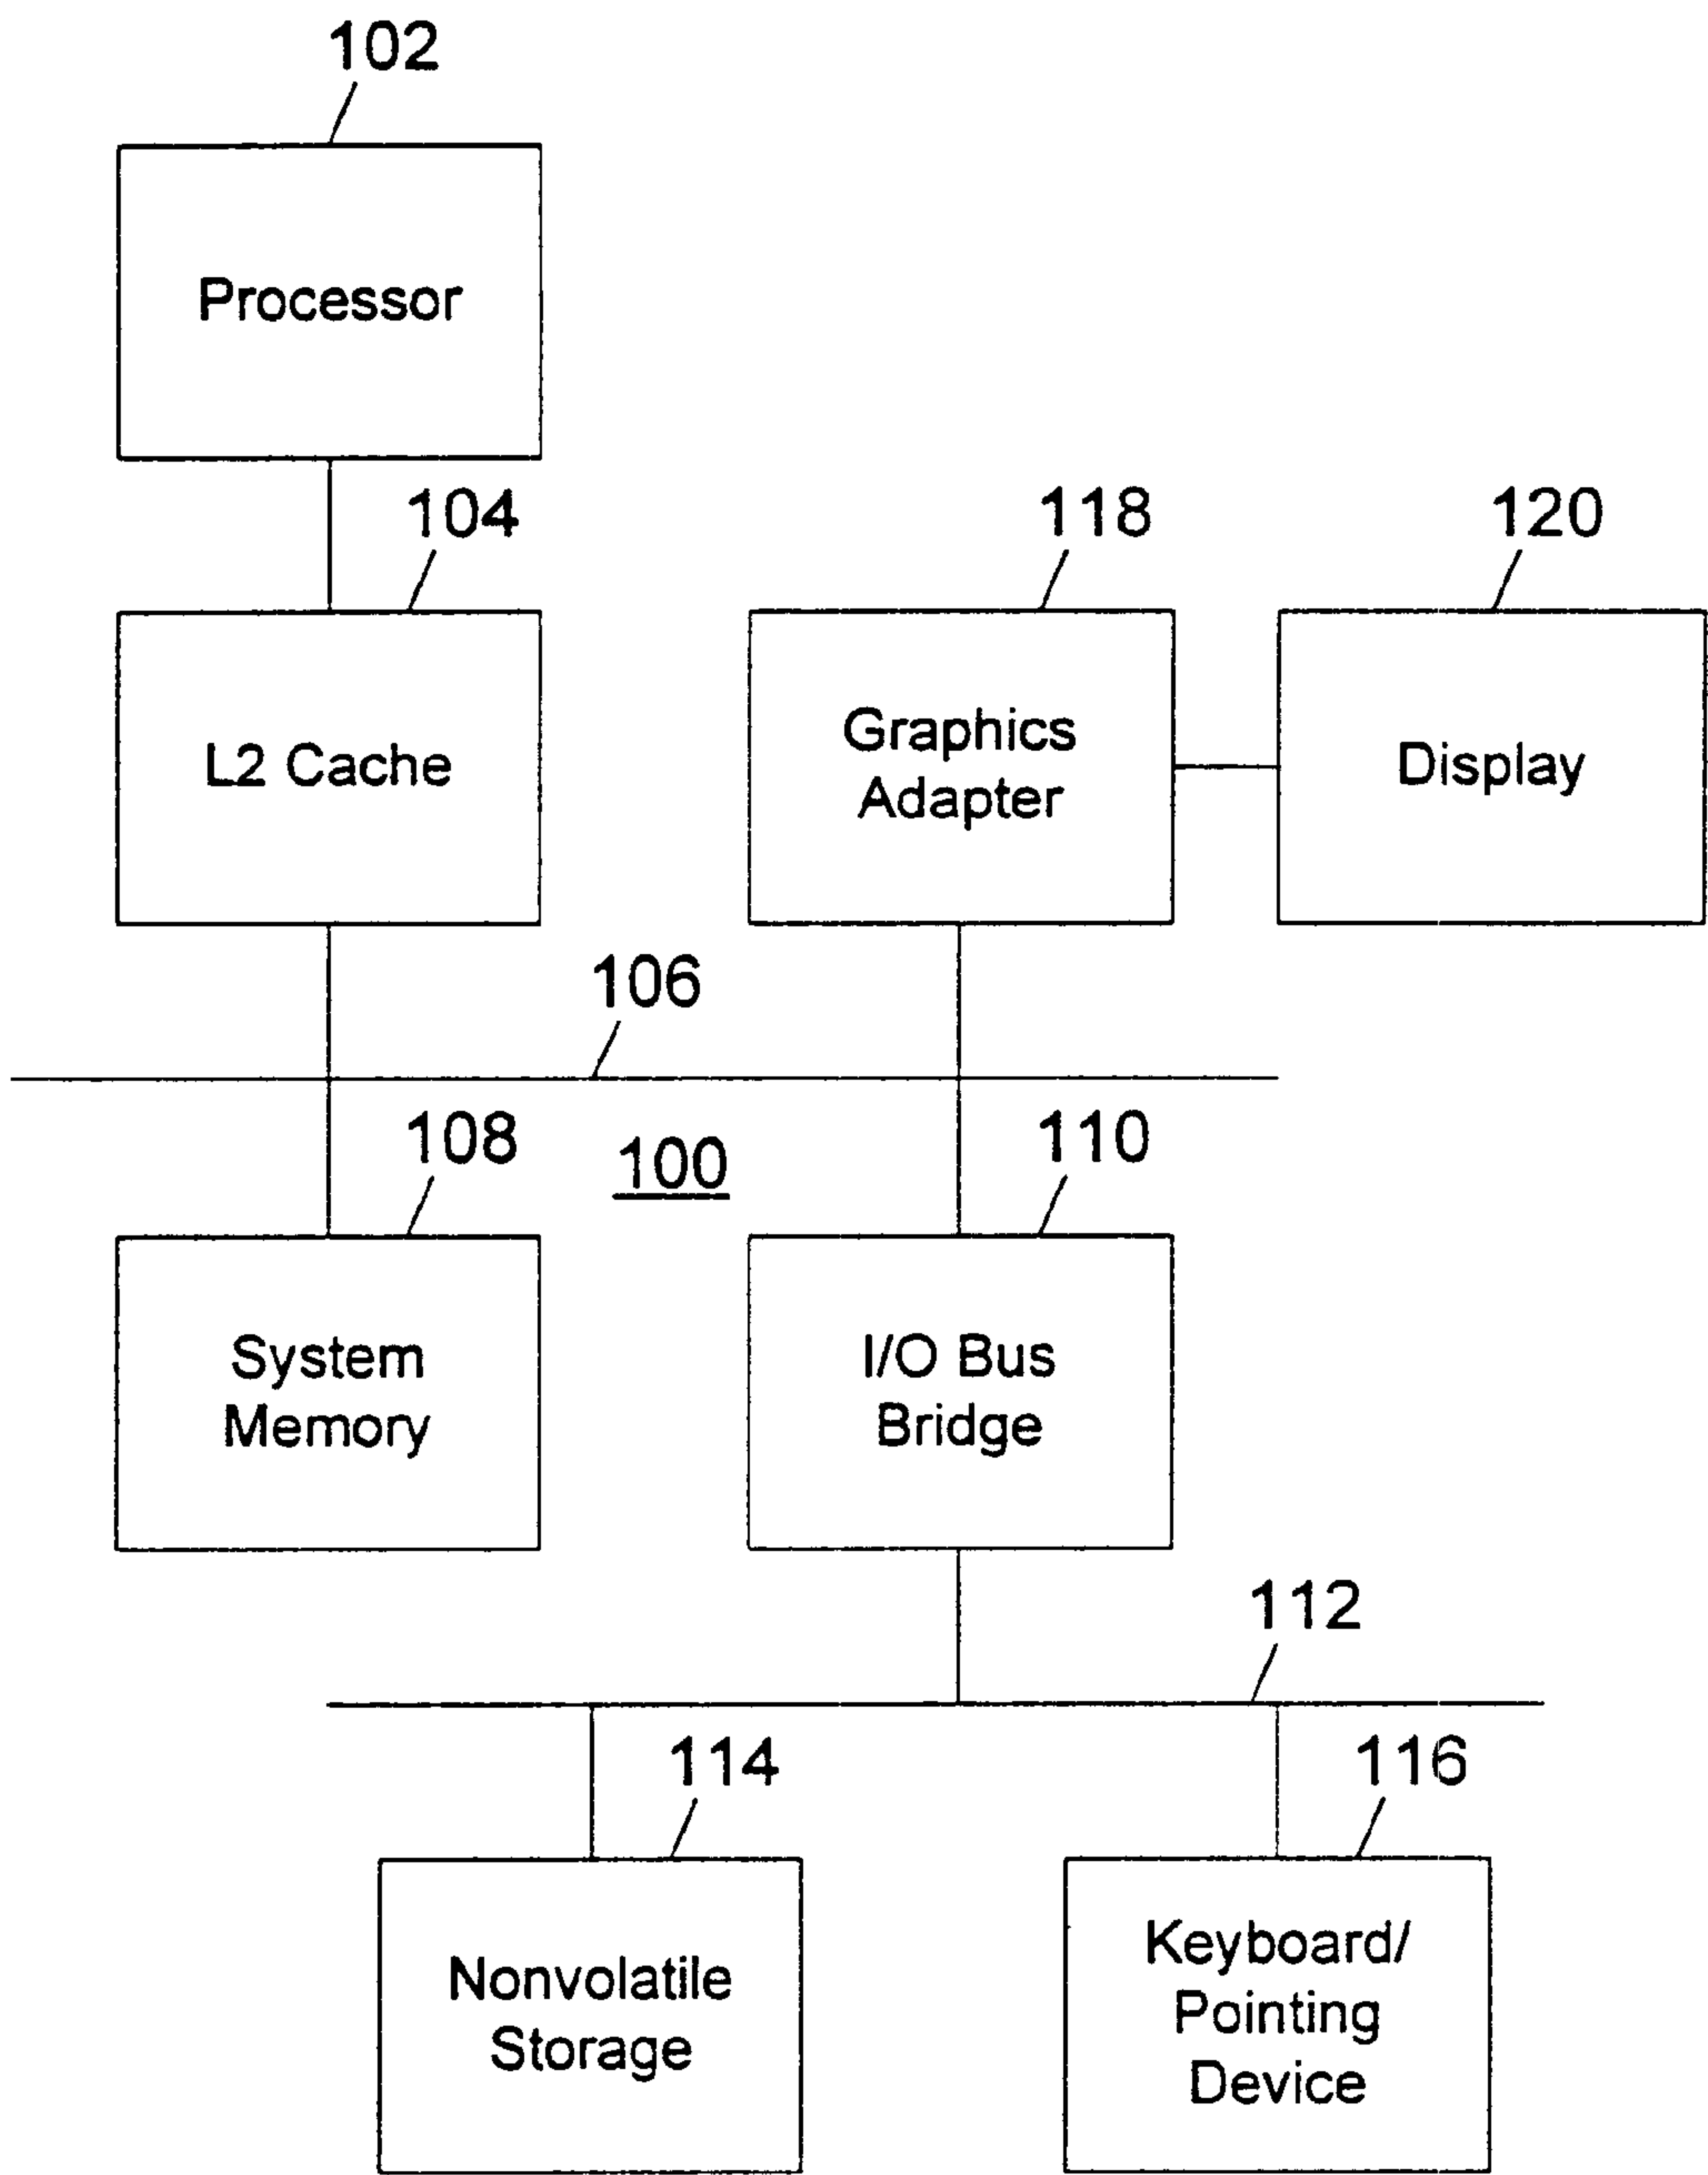 102
Processor
104
118
120
L2 Cache
Graphics
Adapter
Display
106
108
100
110
System
Memory
I/O Bus
Bridge
112
114
116
Nonvolatile
Storage
Keyboard/
Pointing
Device